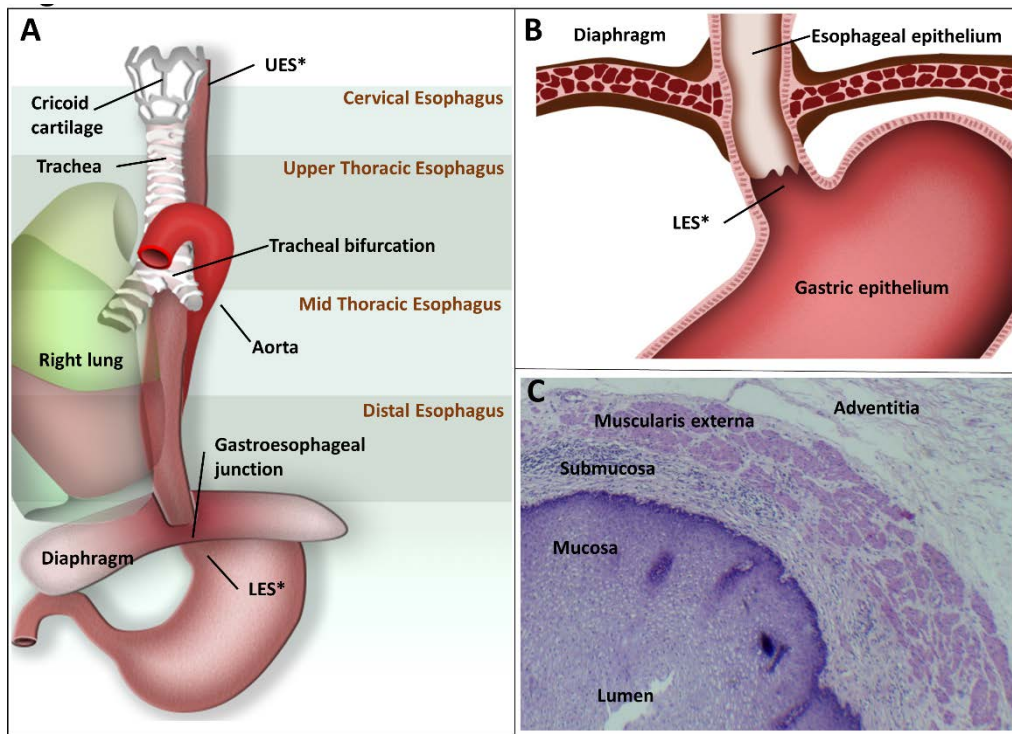 A
UES*
Cricoid
cartilage
Cervical Esophagus
Trachea
Upper Thoracic Esophagus
Tracheal bifurcation
Mid Thoracic Esophagus
Aorta
Right lung
Distal Esophagus
Gastroesophageal
junction
Diaphragm
LES*
B
Diaphragm
Esophageal epithelium
LES*
Gastric epithelium
C
Adventitia
Muscularis externa
Submucosa
Mucosa
Lumen